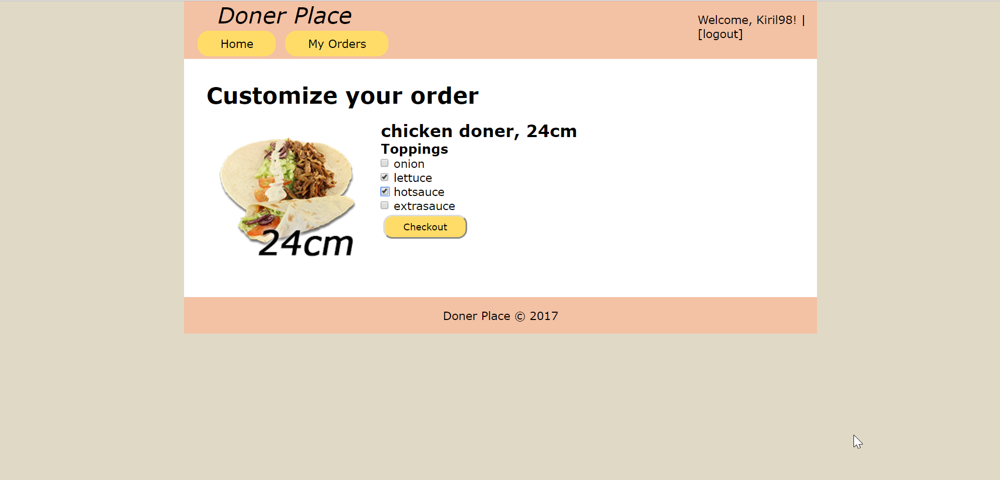 Doner Place
Welcome, Kiril98! |
[logout]
Home
My Orders
Customize your order
chicken doner, 24cm
Toppings
onion
lettuce
hotsauce
extrasauce
Checkout
24cm
Doner Place © 2017